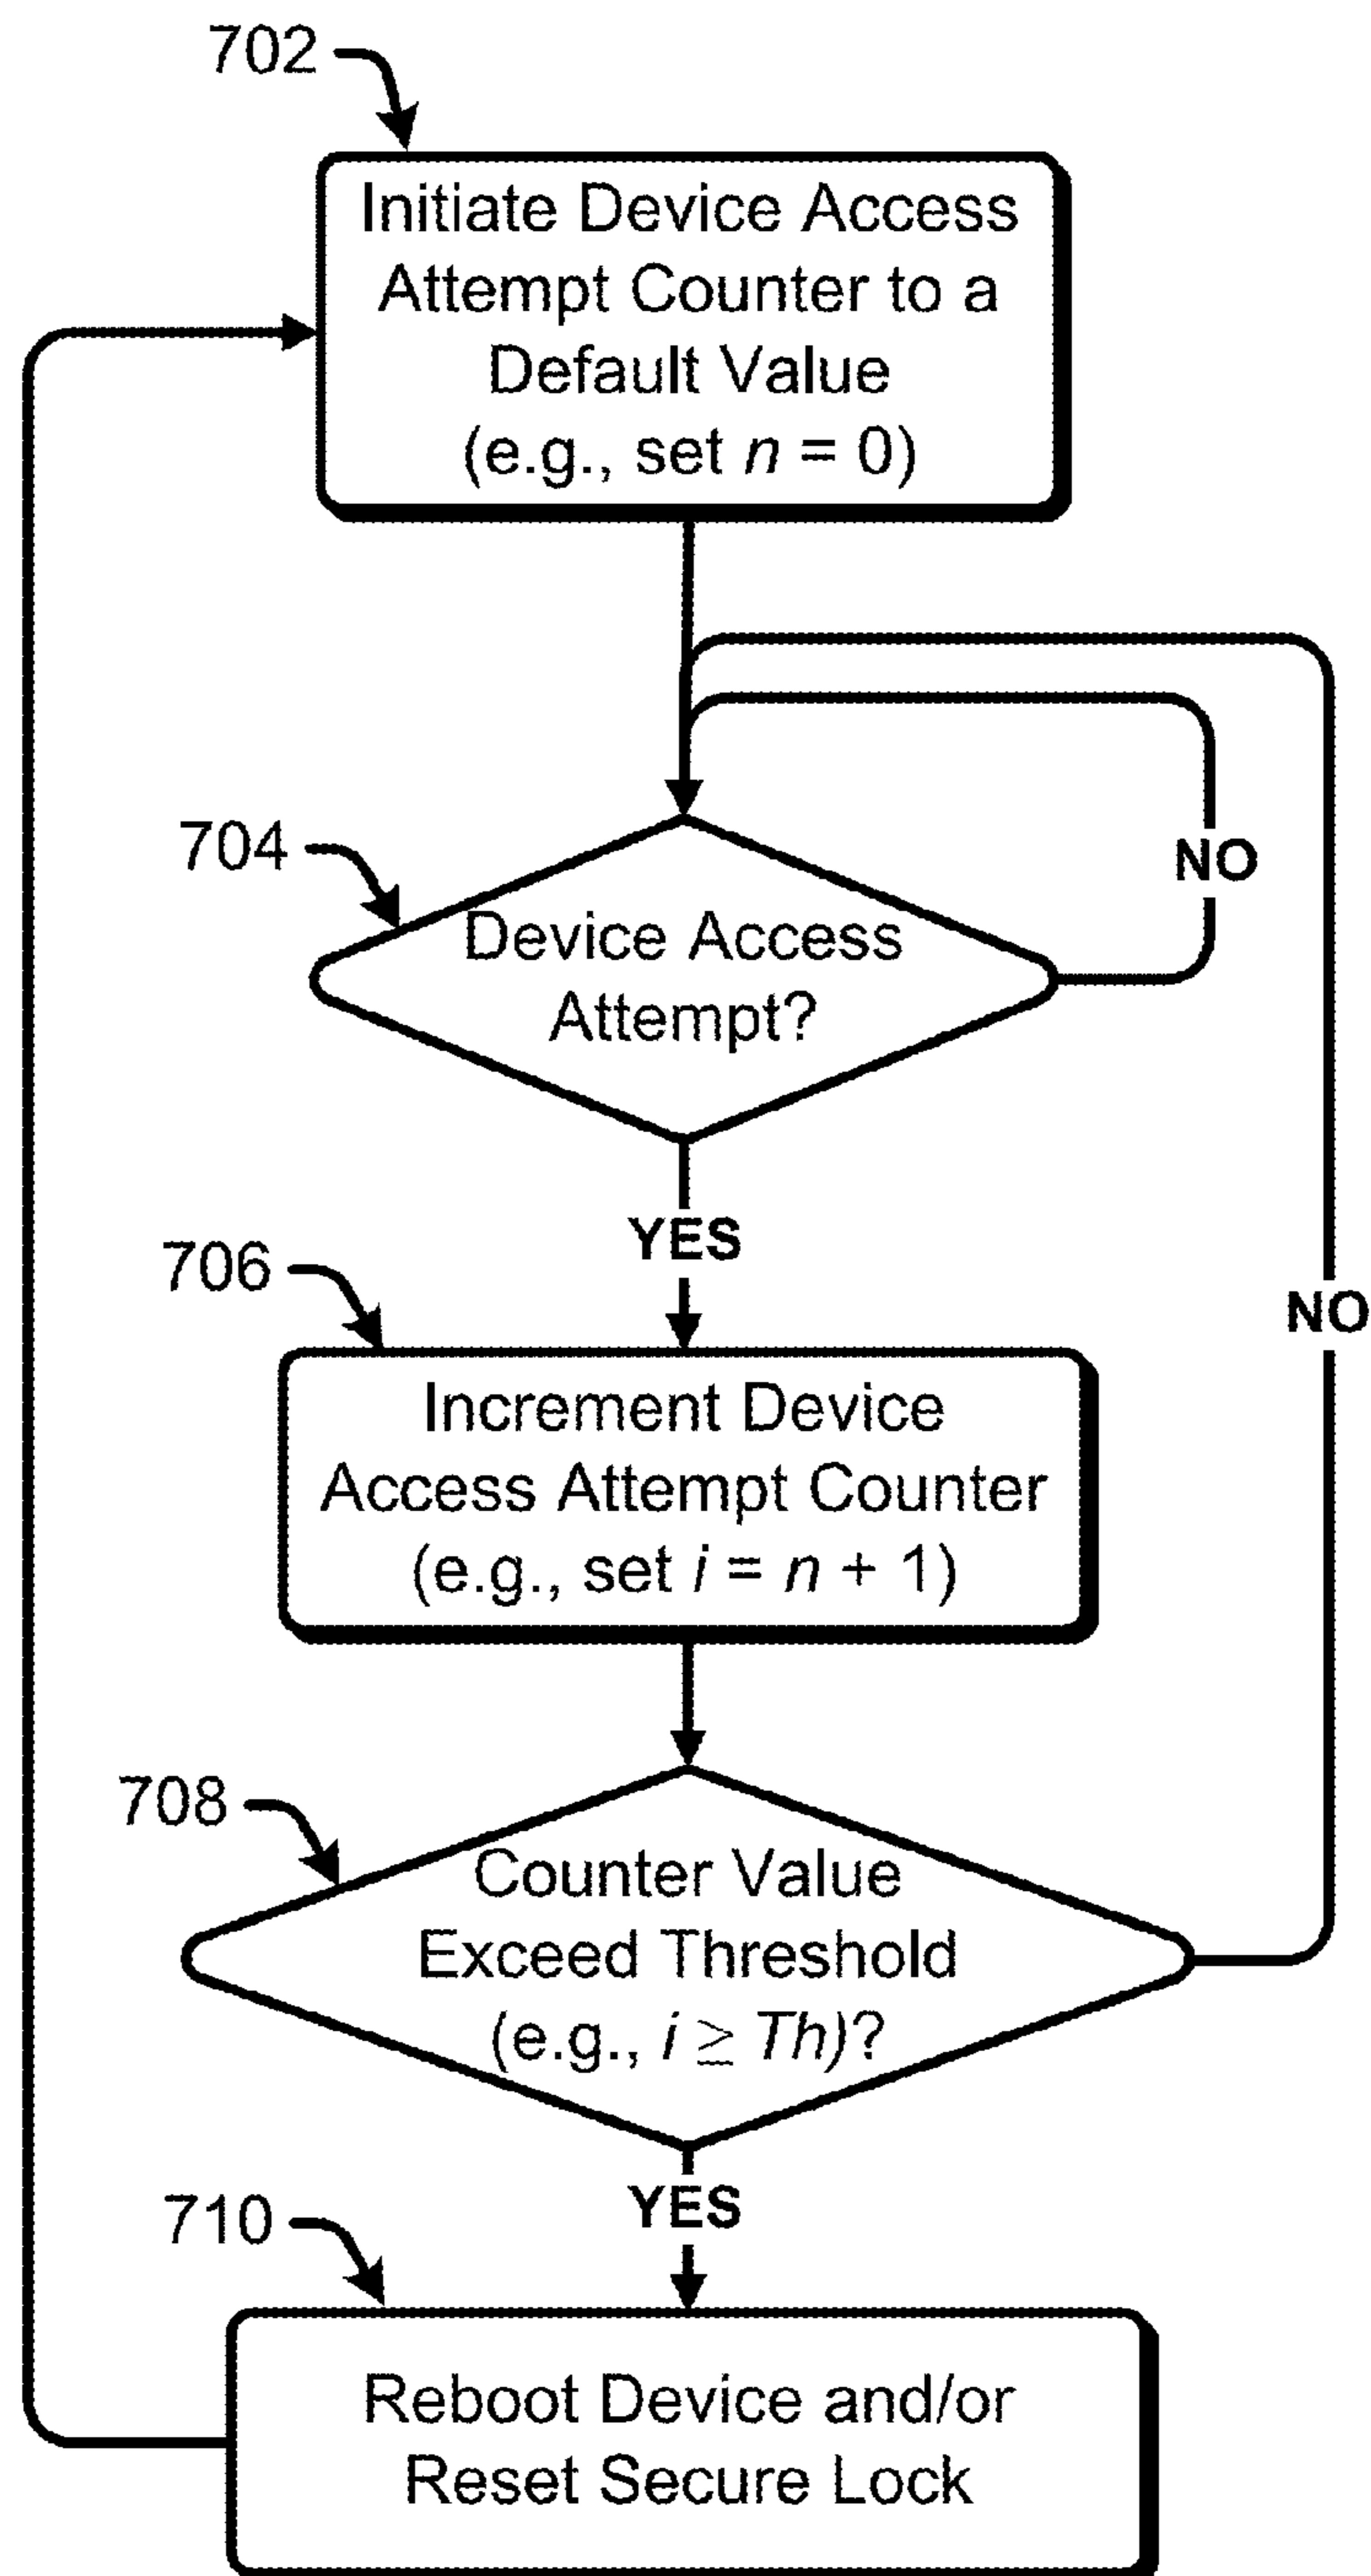 702
Initiate Device Access
Attempt Counter to a
Default Value
(e.g., set n = 0)
704
NO
Device Access
Attempt?
YES
706
NO
Increment Device
Access Attempt Counter
(e.g., set i = n + 1)
708
Counter Value
Exceed Threshold
(e.g., i ≥ Th)?
YES
710
Reboot Device and/or
Reset Secure Lock